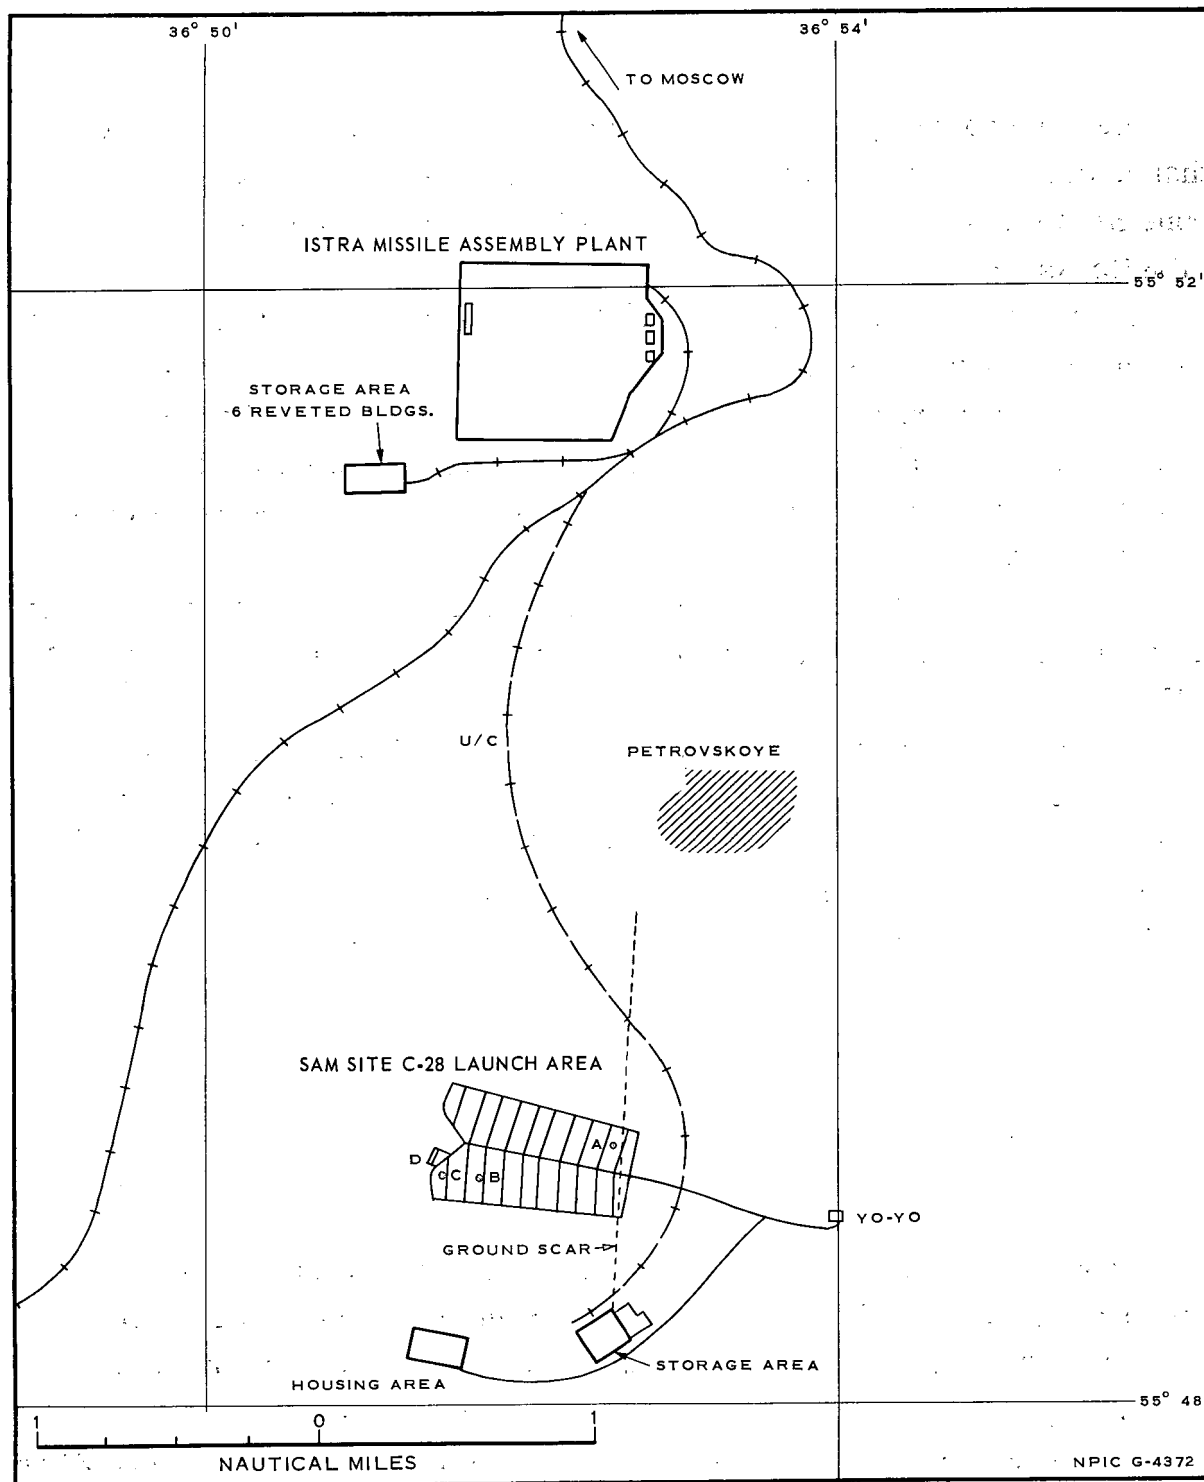 36° 50'
36° 54'
TO MOSCOW
ISTRA MISSILE ASSEMBLY PLANT
55° 52'
STORAGE AREA
-6 REVETED BLDGS.
U/C
PETROVSKOYE
SAM SITE C-28 LAUNCH AREA
A
D
C
B
YO-YO
GROUND SCAR
STORAGE AREA
HOUSING AREA
55° 48
1
0
1
NAUTICAL MILES
NPIC G-4372